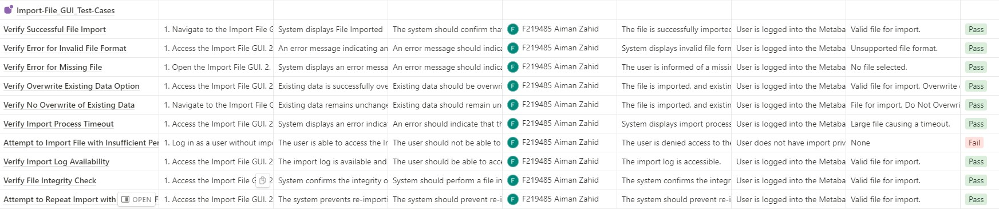 Import-File_GUI_Test-Cases
Verify Successful File Import 1. Navigate to the Import File G System displays File Imported The system should confirm that F F219485 Aiman Zahid The file is successfully imported User is logged into the Metaba Valid file for import. Pass
Verify Error for Invalid File Format 1. Access the Import File GUI. 2 An error message indicating an An error message should indica F F219485 Aiman Zahid System displays invalid file form User is logged into the Metaba Unsupported file format. Pass
Verify Error for Missing File 1. Open the Import File GUI. 2. System displays an error messa An error message should indica F F219485 Aiman Zahid The user is informed of a missin User is logged into the Metaba No file selected. Pass
Verify Overwrite Existing Data Option 1. Access the Import File GUI. 2 Existing data is successfully ove Existing data should be overwri F F219485 Aiman Zahid The file is imported, and existin User is logged into the Metaba Valid file for import, Overwrite Pass
Verify No Overwrite of Existing Data 1. Navigate to the Import File G Existing data remains unchange Existing data should remain un F F219485 Aiman Zahid The file is imported, and existin User is logged into the Metaba File for import, Do Not Overwri Pass
Verify Import Process Timeout 1. Access the Import File GUI. 2 System displays an error indica An error should indicate that th F F219485 Aiman Zahid System displays import process User is logged into the Metaba Large file causing a timeout. Pass
Attempt to Import File with Insufficient Per 1. Log in as a user without impo The user is able to access the Ir The user should not be able to F F219485 Aiman Zahid The user is denied access to the User does not have import priv None Fail
Verify Import Log Availability 1. Access the Import File GUI. 2 The import log is available and The user should be able to acce F F219485 Aiman Zahid The import log is accessible. User is logged into the Metaba Valid file for import. Pass
Verify File Integrity Check 1. Access the Import File G 2 System confirms the integrity o System should perform a file in F F219485 Aiman Zahid The system confirms the integr User is logged into the Metaba Valid file for import. Pass
Attempt to Repeat Import with OPEN F 1. Access the Import File GUI. 2 The system prevents re-importi The system should prevent re-i F F219485 Aiman Zahid The system should prevent re-i User is logged into the Metaba Valid file for import. Pass